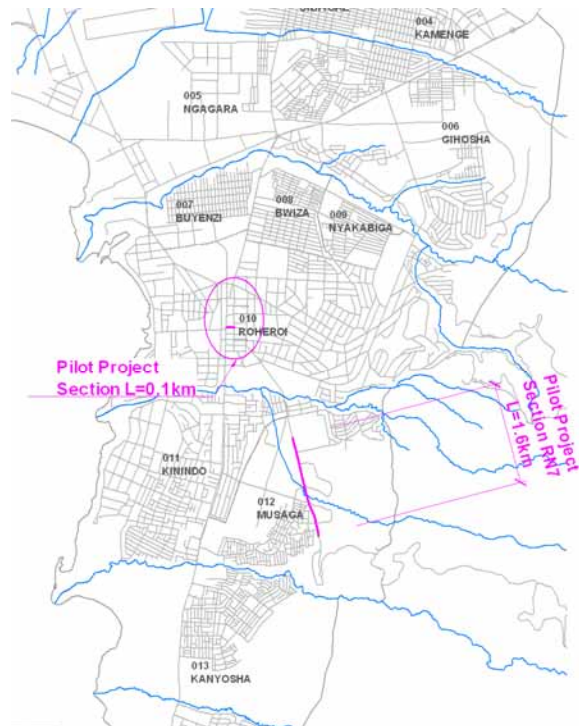 004
KAMENGE
005
NGAGARA
006
GIHOSHA
007
BUYENZI
008
BWIZA
009
NYAKABIGA
010
ROHEROI
Pilot Project
Section L=0.1km
Pilot Project
Section RN7
L=1.6km
011
KININDO
012
MUSAGA
013
KANYOSHA